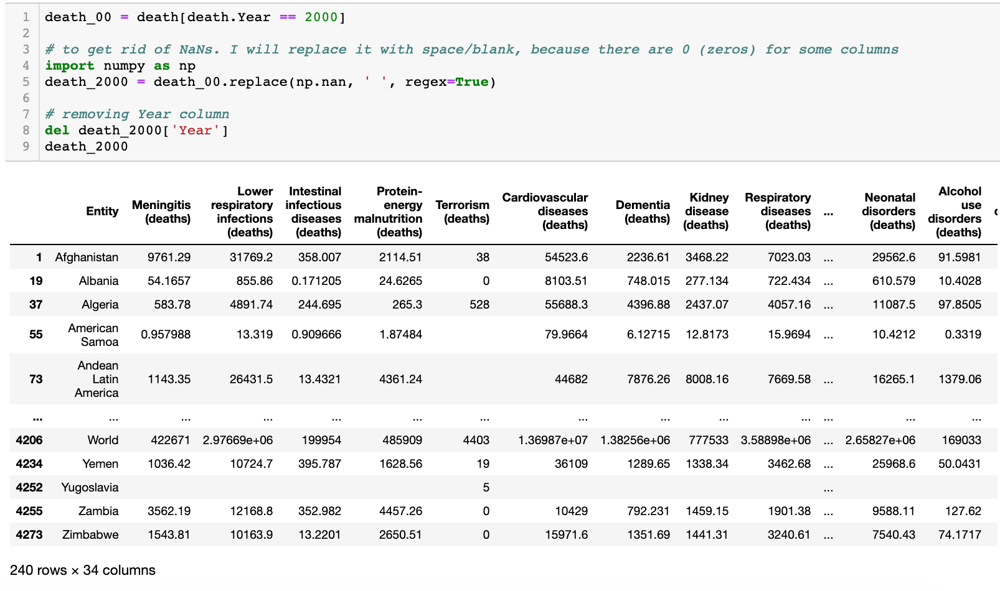 1 death_00 = death[death.Year == 2000]
2
3 # to get rid of NaNs. I will replace it with space/blank, because there are 0 (zeros) for some columns
4 import numpy as np
5 death_2000 = death_00.replace(np.nan, ' ', regex=True)
6
7 # removing Year column
8 del death_2000['Year']
9 death_2000
Entity Meningitis (deaths) Lower respiratory infections (deaths) Intestinal infectious diseases (deaths) Protein-energy malnutrition (deaths) Terrorism (deaths) Cardiovascular diseases (deaths) Dementia (deaths) Kidney disease (deaths) Respiratory diseases (deaths) ... Neonatal disorders (deaths) Alcohol use disorders (deaths)
1 Afghanistan 9761.29 31769.2 358.007 2114.51 38 54523.6 2236.61 3468.22 7023.03 ... 29562.6 91.5981
19 Albania 54.1657 855.86 0.171205 24.6265 0 8103.51 748.015 277.134 722.434 ... 610.579 10.4028
37 Algeria 583.78 4891.74 244.695 265.3 528 55688.3 4396.88 2437.07 4057.16 ... 11087.5 97.8505
55 American Samoa 0.957988 13.319 0.909666 1.87484 79.9664 6.12715 12.8173 15.9694 ... 10.4212 0.3319
73 Andean Latin America 1143.35 26431.5 13.4321 4361.24 44682 7876.26 8008.16 7669.58 ... 16265.1 1379.06
... ... ... ... ... ... ... ... ... ... ... ... ... ...
4206 World 422671 2.97669e+06 199954 485909 4403 1.36987e+07 1.38256e+06 777533 3.58898e+06 ... 2.65827e+06 169033
4234 Yemen 1036.42 10724.7 395.787 1628.56 19 36109 1289.65 1338.34 3462.68 ... 25968.6 50.0431
4252 Yugoslavia 5 ...
4255 Zambia 3562.19 12168.8 352.982 4457.26 0 10429 792.231 1459.15 1901.38 ... 9588.11 127.62
4273 Zimbabwe 1543.81 10163.9 13.2201 2650.51 0 15971.6 1351.69 1441.31 3240.61 ... 7540.43 74.1717
240 rows × 34 columns